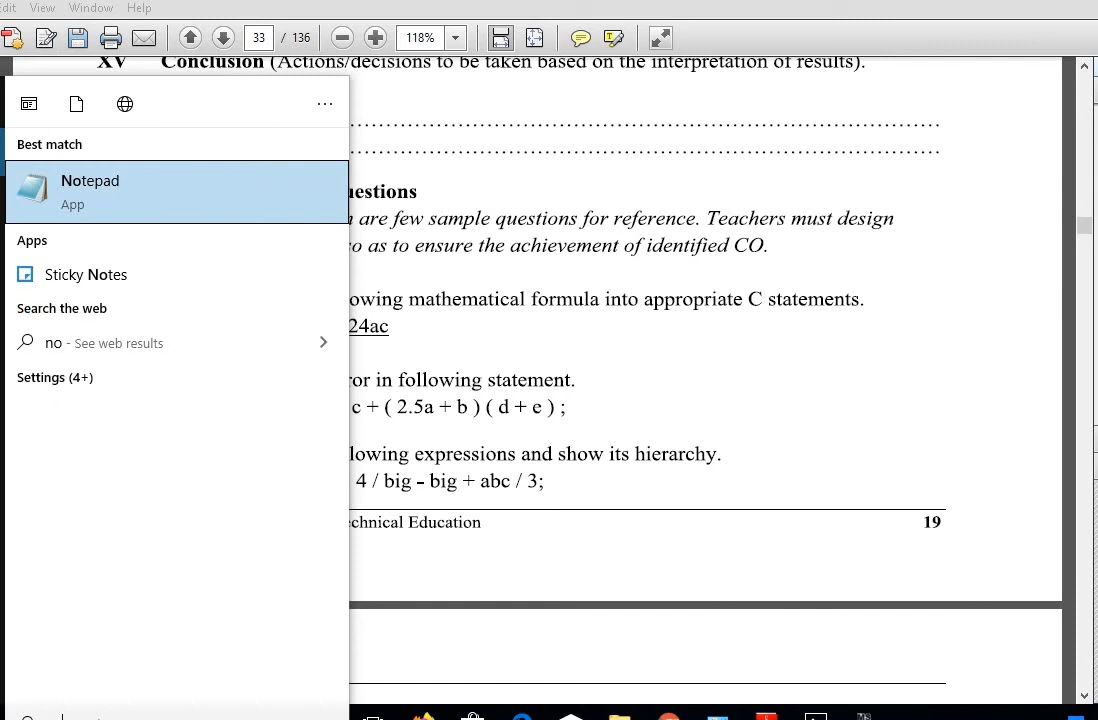 Edit View Window Help
33 / 136 118%
XV Conclusion (Actions/decisions to be taken based on the interpretation of results).
Best match
Notepad
App
Apps
Sticky Notes
Search the web
no - See web results
Settings (4+)
uestions
are few sample questions for reference. Teachers must design
so as to ensure the achievement of identified CO.
owing mathematical formula into appropriate C statements.
24ac
ror in following statement.
c + ( 2.5a + b ) ( d + e ) ;
lowing expressions and show its hierarchy.
4 / big - big + abc / 3;
echnical Education 19